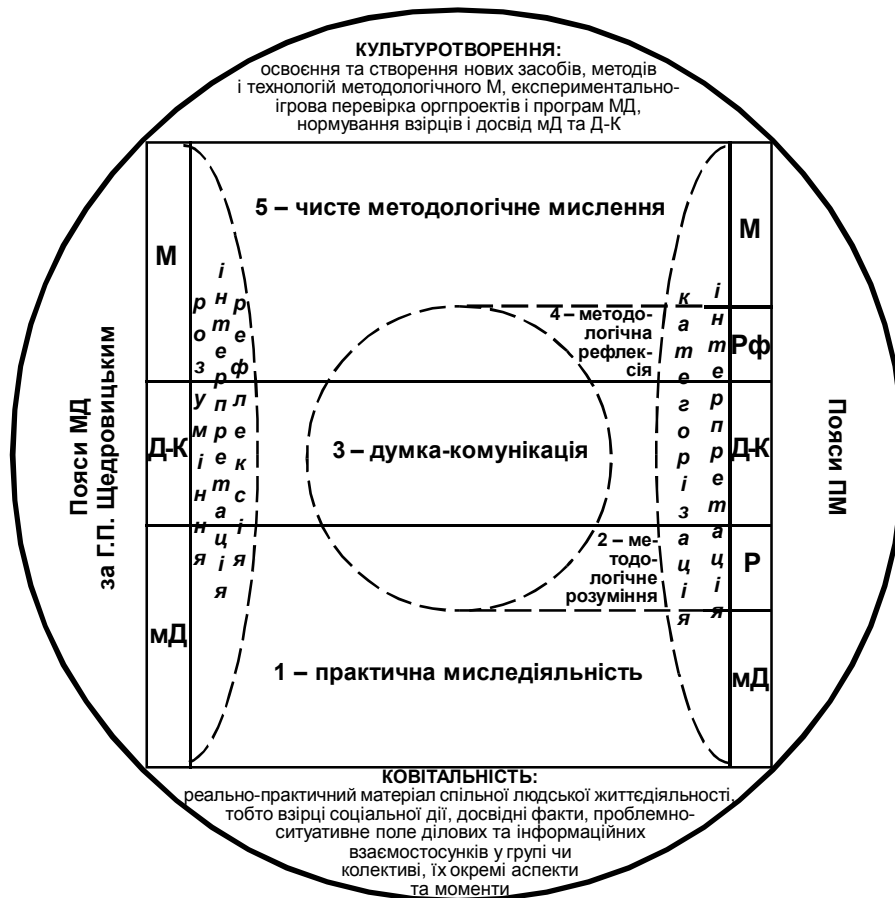 КУЛЬТУРОТВОРЕННЯ:
освоєння та створення нових засобів, методів
і технологій методологічного М, експериментально-
ігрова перевірка оргпроектів і програм МД,
нормування взірців і досвід мД та Д-К
5 – чисте методологічне мислення
М
М
Пояси МД
за Г.П. Щедровицьким
розуміння
інтерпретація
рефлексія
4 – методо-
логічна
рефлек-
сія
категорізація
інтерпретація
Рф
Д-К
3 – думка-комунікація
Д-К
Пояси ПМ
2 – ме-
тодо-
логічне
розуміння
Р
мД
1 – практична миследіяльність
мД
КОВІТАЛЬНІСТЬ:
реально-практичний матеріал спільної людської життєдіяльності,
тобто взірці соціальної дії, досвідні факти, проблемно-
ситуативне поле ділових та інформаційних
взаємостосунків у групі чи
колективі, їх окремі аспекти
та моменти